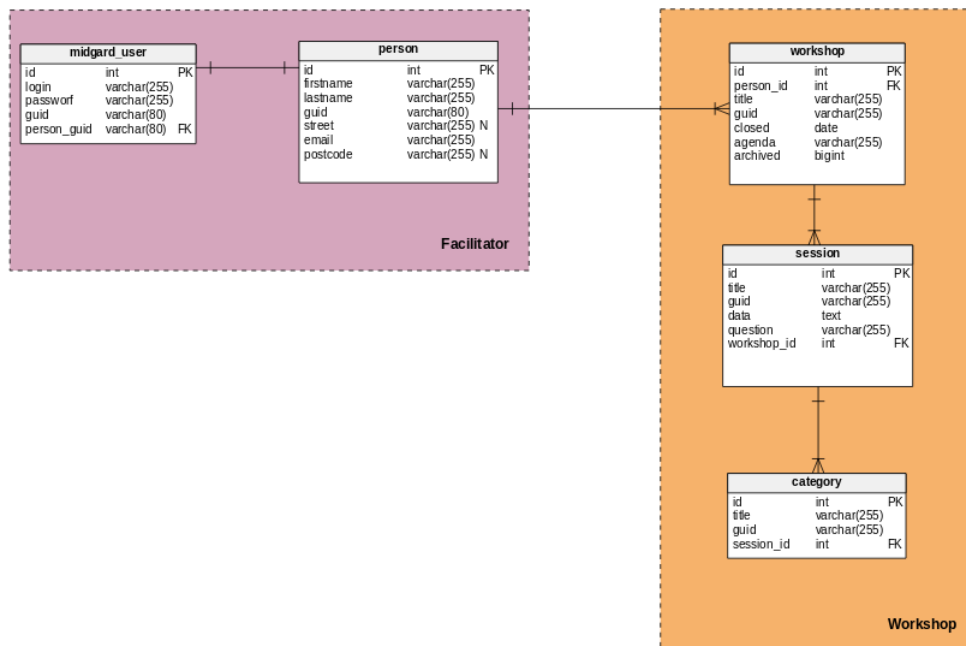 midgard_user
id int PK
login varchar(255)
passworf varchar(255)
guid varchar(80)
person_guid varchar(80) FK
person
id int PK
firstname varchar(255)
lastname varchar(255)
guid varchar(80)
street varchar(255) N
email varchar(255)
postcode varchar(255) N
Facilitator
workshop
id int PK
person_id int FK
title varchar(255)
guid varchar(255)
closed date
agenda varchar(255)
archived bigint
session
id int PK
title varchar(255)
guid varchar(255)
data text
question varchar(255)
workshop_id int FK
category
id int PK
title varchar(255)
guid varchar(255)
session_id int FK
Workshop